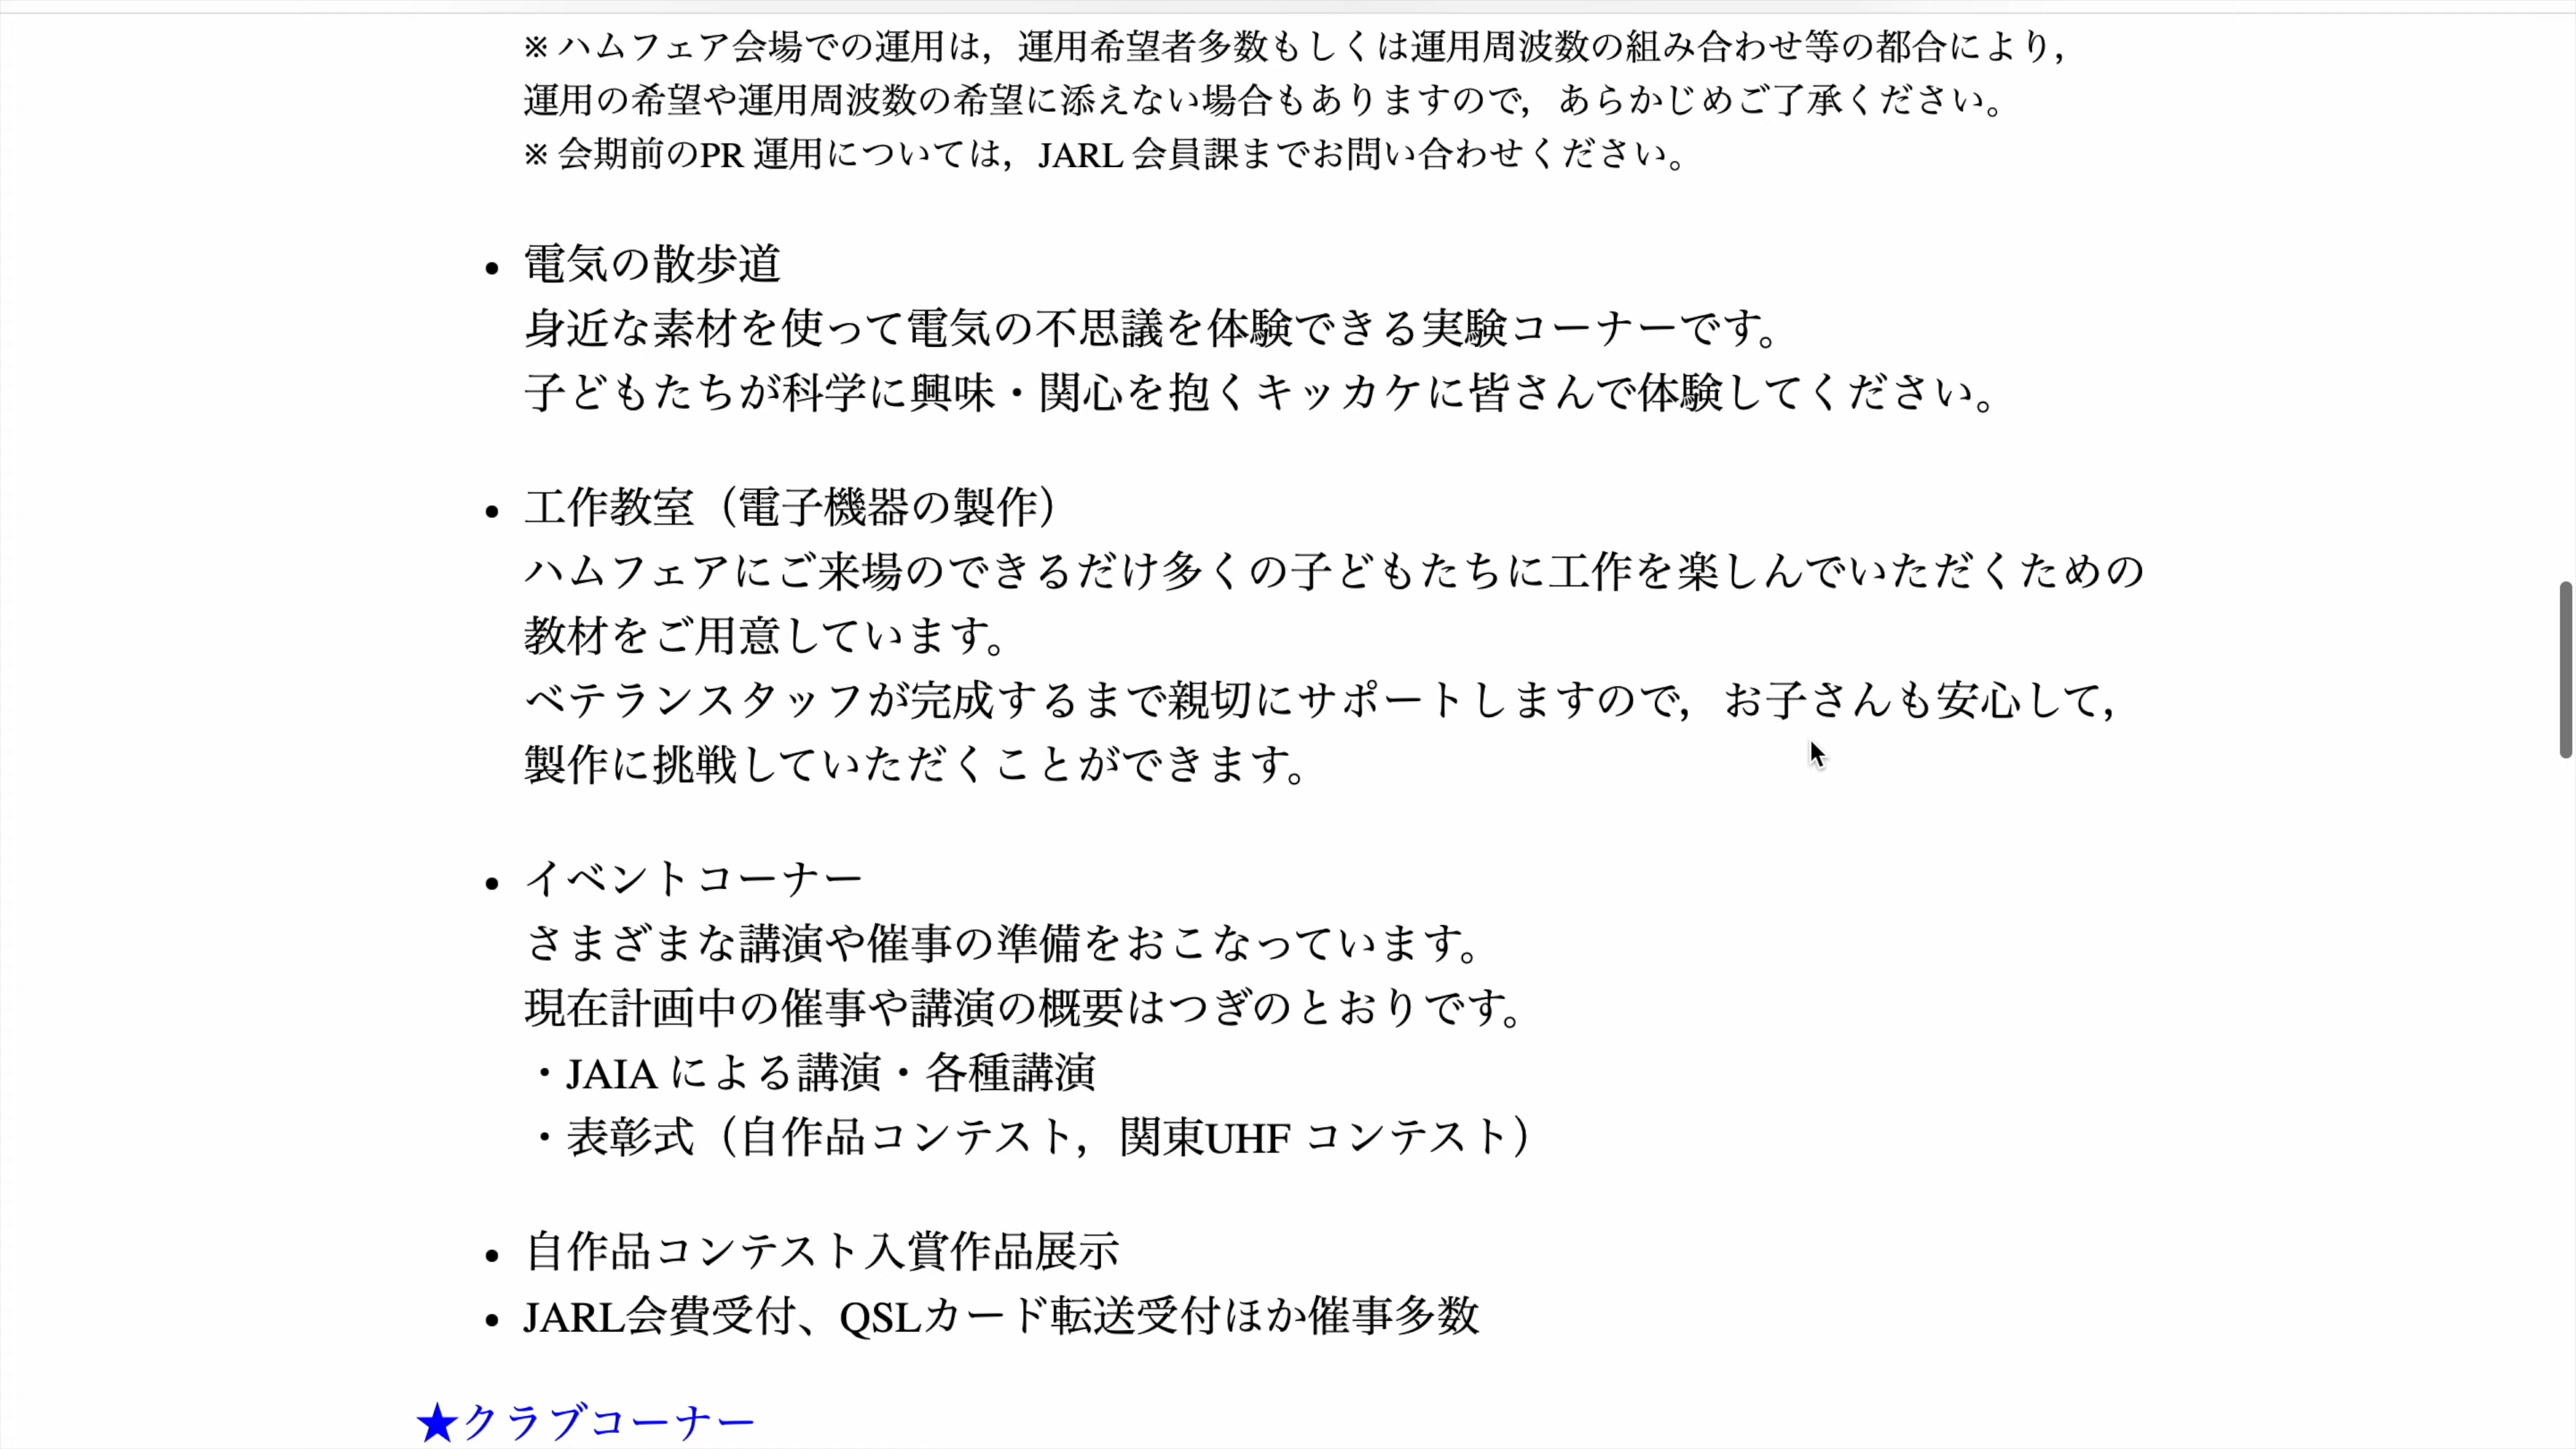 ※ ハムフェア会場での運用は，運用希望者多数もしくは運用周波数の組み合わせ等の都合により，
運用の希望や運用周波数の希望に添えない場合もありますので，あらかじめご了承ください。
※ 会期前のPR 運用については，JARL 会員課までお問い合わせください。
• 電気の散歩道
身近な素材を使って電気の不思議を体験できる実験コーナーです。
子どもたちが科学に興味・関心を抱くキッカケに皆さんで体験してください。
• 工作教室（電子機器の製作）
ハムフェアにご来場のできるだけ多くの子どもたちに工作を楽しんでいただくための
教材をご用意しています。
ベテランスタッフが完成するまで親切にサポートしますので，お子さんも安心して，
製作に挑戦していただくことができます。
• イベントコーナー
さまざまな講演や催事の準備をおこなっています。
現在計画中の催事や講演の概要はつぎのとおりです。
・JAIA による講演・各種講演
・表彰式（自作品コンテスト，関東UHF コンテスト）
• 自作品コンテスト入賞作品展示
• JARL会費受付、QSLカード転送受付ほか催事多数
★クラブコーナー